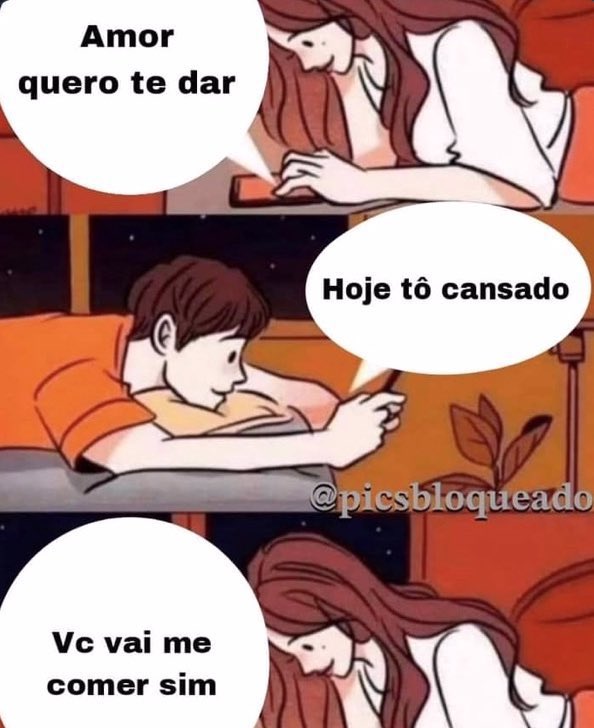 Amor
quero te dar
Hoje tô cansado
@picsbloqueado
Vc vai me
comer sim